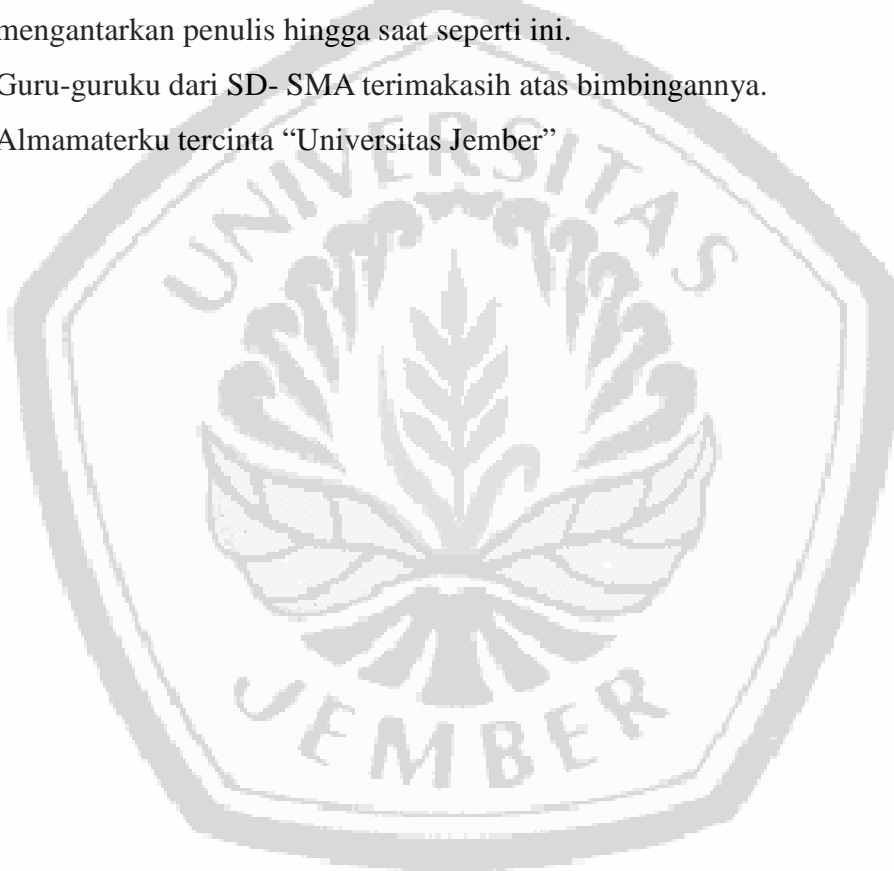 mengantarkan penulis hingga saat seperti ini.
Guru-guruku dari SD- SMA terimakasih atas bimbingannya.
Almamaterku tercinta “Universitas Jember”
UNIVERSITAS
JEMBER